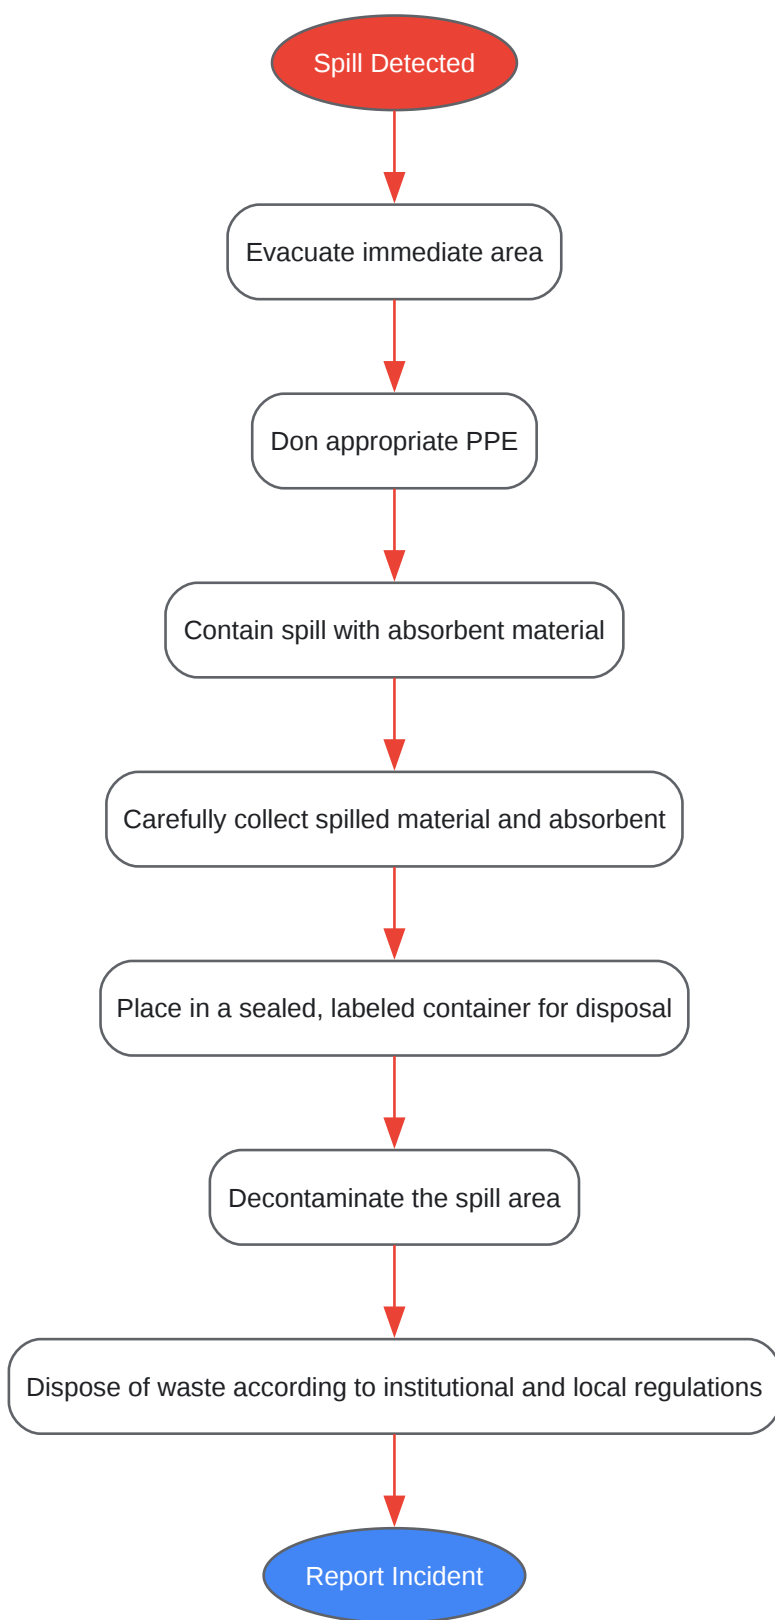 Spill Detected
Evacuate immediate area
Don appropriate PPE
Contain spill with absorbent material
Carefully collect spilled material and absorbent
Place in a sealed, labeled container for disposal
Decontaminate the spill area
Dispose of waste according to institutional and local regulations
Report Incident